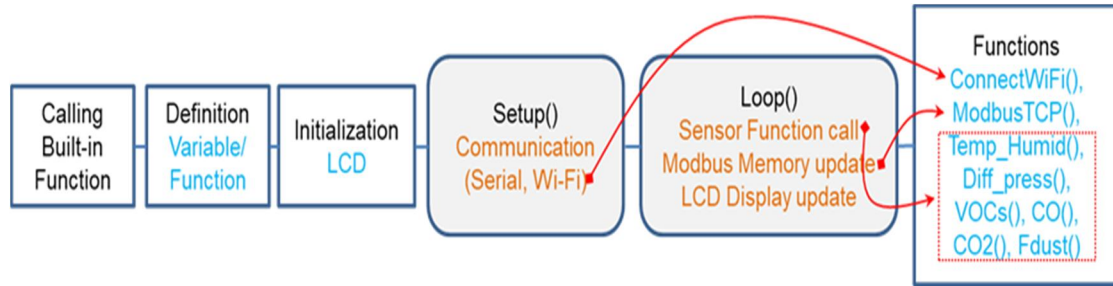 Calling
Built-in
Function
Definition
Variable/
Function
Initialization
LCD
Setup()
Communication
(Serial, Wi-Fi)
Loop()
Sensor Function call
Modbus Memory update
LCD Display update
Functions
ConnectWiFi(),
ModbusTCP(),
Temp_Humid(),
Diff_press(),
VOCs(), CO(),
CO2(), Fdust()